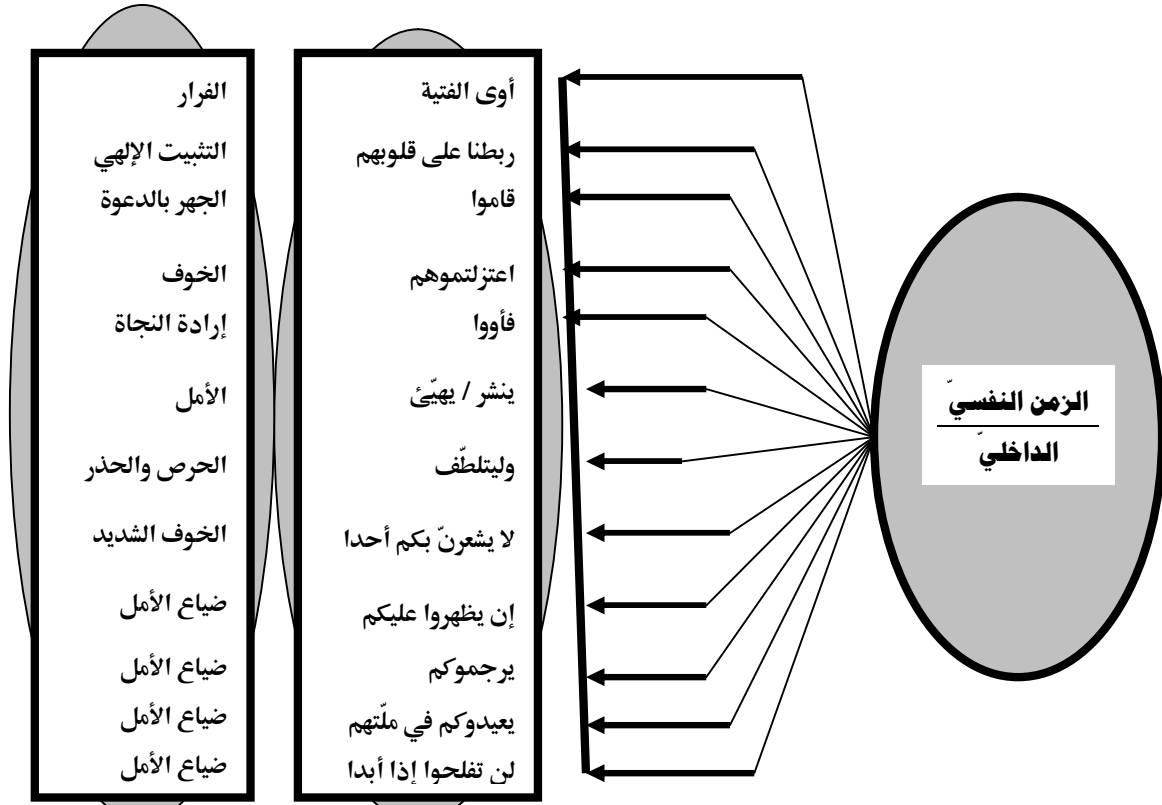 الزمن النفسيّ
الداخليّ
أوى الفتية
ربطنا على قلوبهم
قاموا
اعتزلتموهم
فأووا
ينشر / يهيّئ
وليتلطّف
لا يشعرنّ بكم أحدا
إن يظهروا عليكم
يرجموكم
يعيدوكم في ملّتهم
لن تفلحوا إذا أبدا
الفرار
التثبيت الإلهي
الجهر بالدعوة
الخوف
إرادة النجاة
الأمل
الحرص والحذر
الخوف الشديد
ضياع الأمل
ضياع الأمل
ضياع الأمل
ضياع الأمل